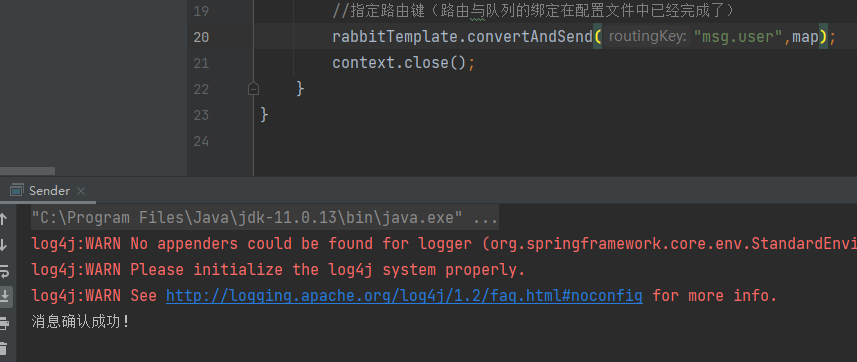 19 //指定路由键（路由与队列的绑定在配置文件中已经完成了）
20 rabbitTemplate.convertAndSend( routingKey: "msg.user",map);
21 context.close();
22 }
23 }
24
Sender ×
"C:\Program Files\Java\jdk-11.0.13\bin\java.exe" ...
log4j:WARN No appenders could be found for logger (org.springframework.core.env.StandardEnvi
log4j:WARN Please initialize the log4j system properly.
log4j:WARN See http://logging.apache.org/log4j/1.2/faq.html#noconfig for more info.
消息确认成功!